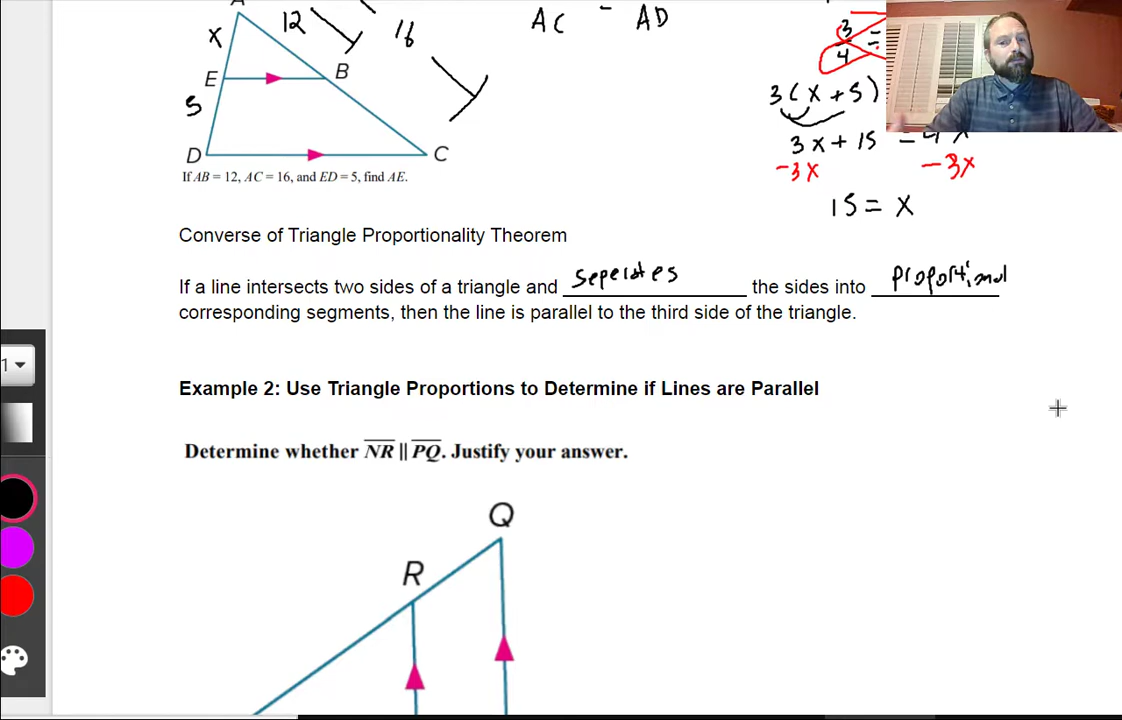 12
16
AC = AD
X
3
=
4
E
B
5
3(x+5)
3x+15 = 4x
D
C
-3x
-3x
If AB = 12, AC = 16, and ED = 5, find AE.
15 = x
Converse of Triangle Proportionality Theorem
If a line intersects two sides of a triangle and seperates the sides into proportional
corresponding segments, then the line is parallel to the third side of the triangle.
1
Example 2: Use Triangle Proportions to Determine if Lines are Parallel
Determine whether NR || PQ. Justify your answer.
Q
R